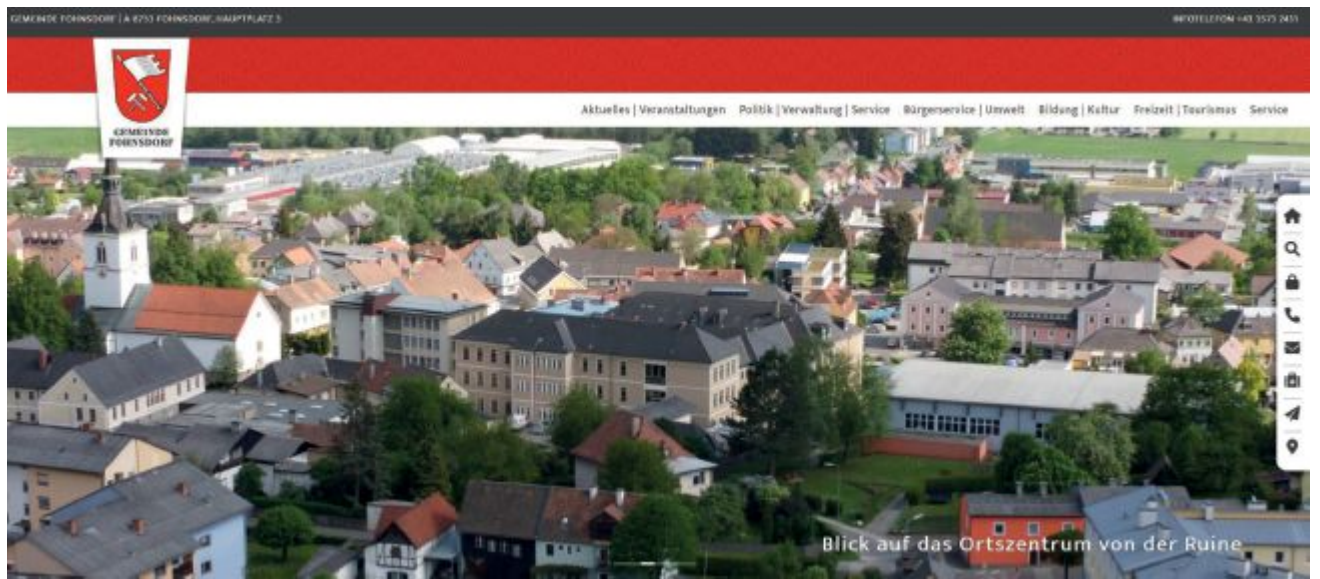 GEMEINDE FOHNSDORF | A-8753 FOHNSDORF, HAUPTPLATZ 3
INFOTELEFON +43 3573 2431
GEMEINDE
FOHNSDORF
Aktuelles | Veranstaltungen Politik | Verwaltung | Service Bürgerservice | Umwelt Bildung | Kultur Freizeit | Tourismus Service
Blick auf das Ortszentrum von der Ruine